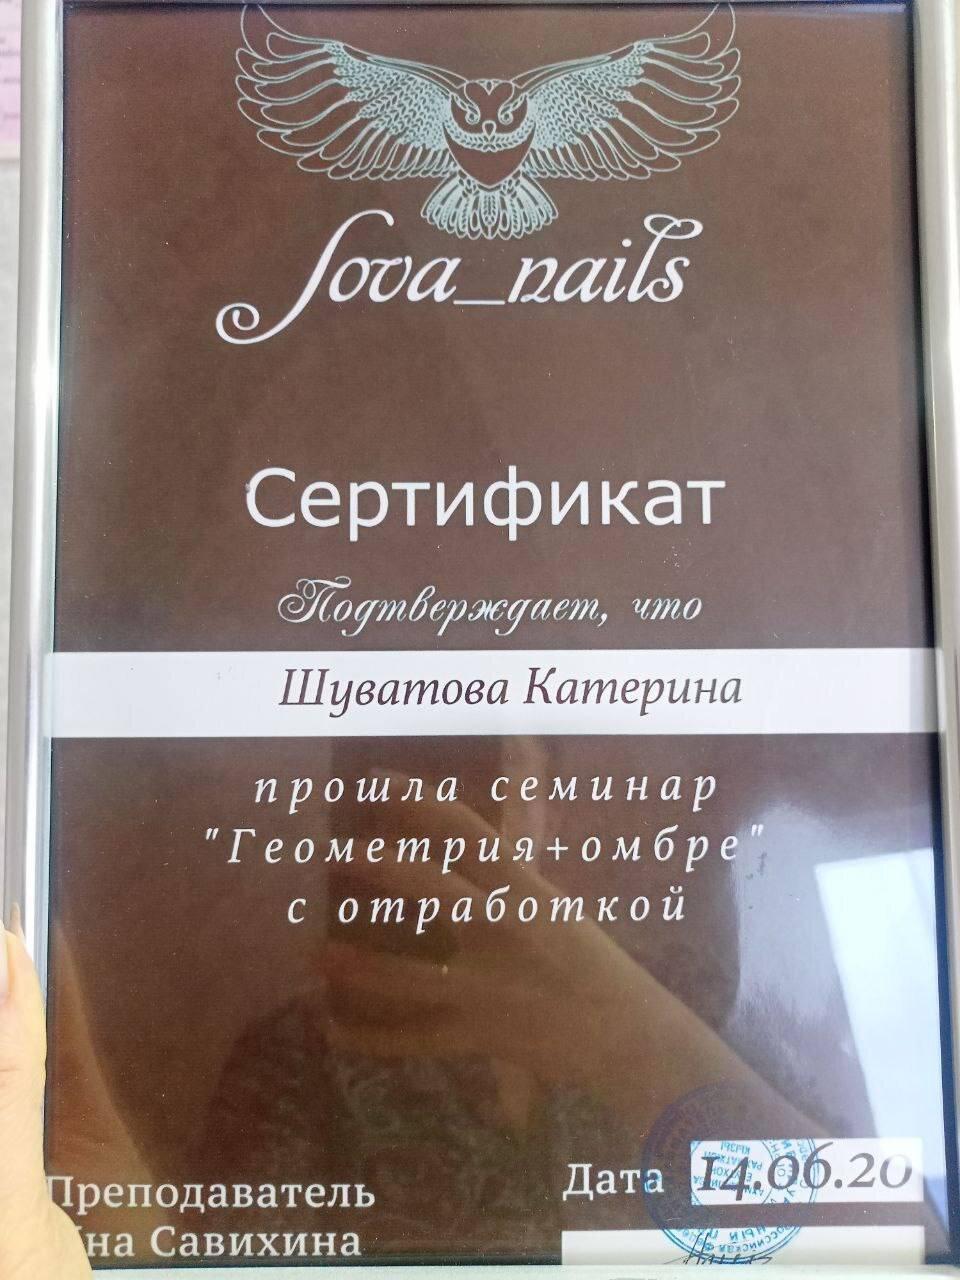 Sova_nails
Сертификат
Подтверждает, что
Шуватова Катерина
прошла семинар
"Геометрия+омбре"
с отработкой
Преподаватель
Дата 14.06.20
Савихина